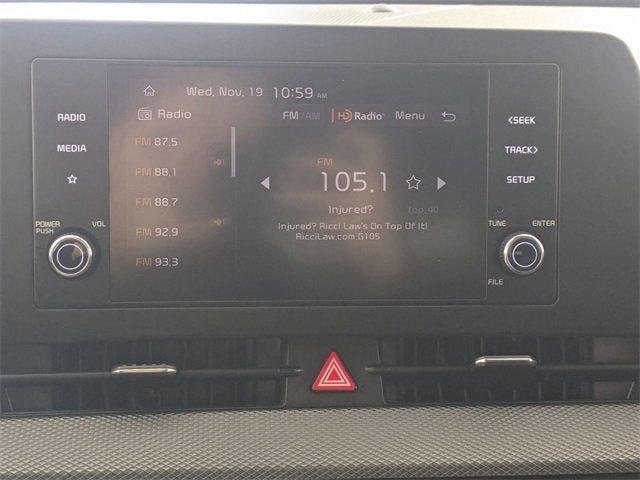 Wed, Nov, 19 10:59 AM
Radio FM/AM HD Radio Menu
RADIO
MEDIA
POWER PUSH VOL
FM 87.5
FM 88.1
FM 88.7
FM 92.9
FM 93.3
FM
105.1
Injured? Top_40
Injured? Ricci Law's On Top Of It!
RicciLaw.com G105
<SEEK
TRACK>
SETUP
TUNE ENTER
FILE